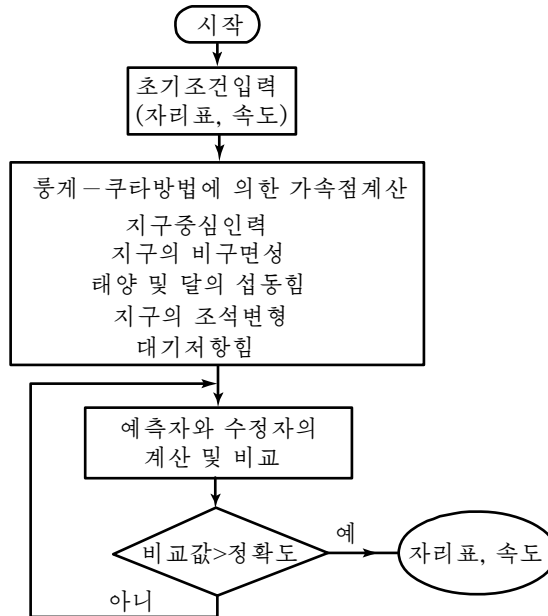 시작
초기조건입력
(자리표, 속도)
룽게－쿠타방법에 의한 가속점계산
지구중심인력
지구의 비구면성
태양 및 달의 섭동힘
지구의 조석변형
대기저항힘
예측자와 수정자의
계산 및 비교
비교값>정확도
예
자리표, 속도
아니